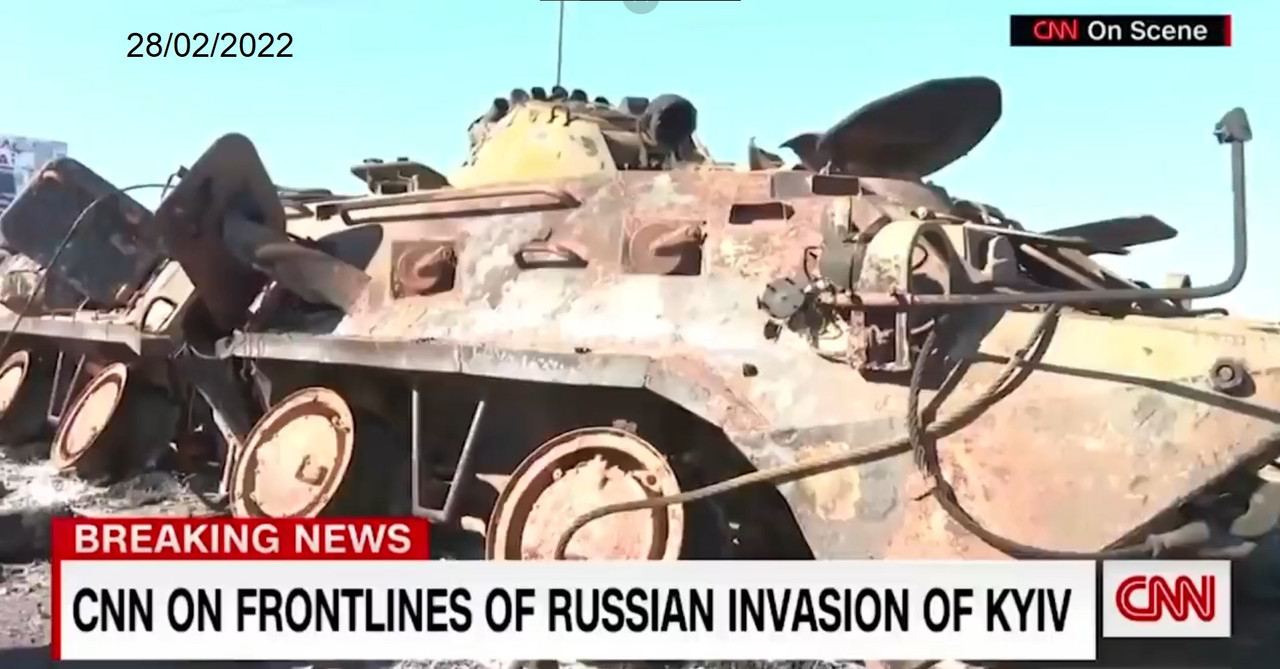 28/02/2022
CNN On Scene
BREAKING NEWS
CNN ON FRONTLINES OF RUSSIAN INVASION OF KYIV
CNN